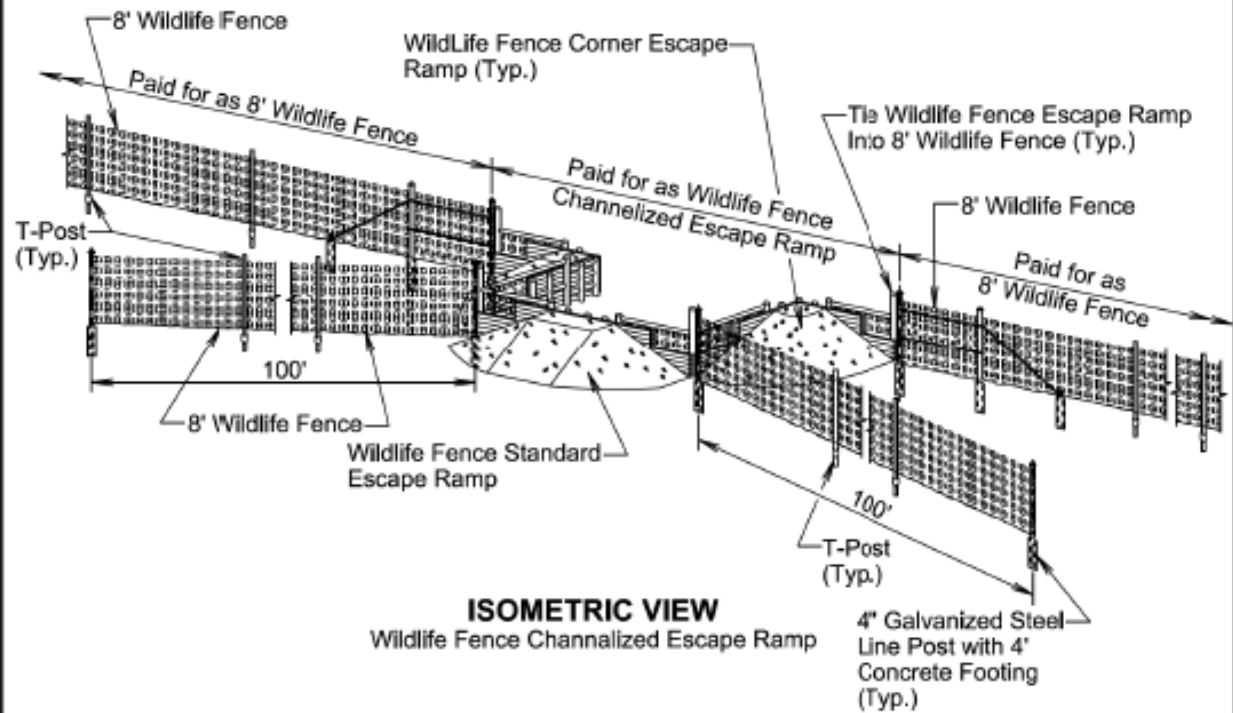 8' Wildlife Fence
WildLife Fence Corner Escape
Ramp (Typ.)
Paid for as 8' Wildlife Fence
Tie Wildlife Fence Escape Ramp
Into 8' Wildlife Fence (Typ.)
Paid for as Wildlife Fence
Channelized Escape Ramp
8' Wildlife Fence
T-Post
(Typ.)
Paid for as
8' Wildlife Fence
100'
8' Wildlife Fence
Wildlife Fence Standard
Escape Ramp
100'
T-Post
(Typ.)
ISOMETRIC VIEW
Wildlife Fence Channalized Escape Ramp
4" Galvanized Steel
Line Post with 4'
Concrete Footing
(Typ.)